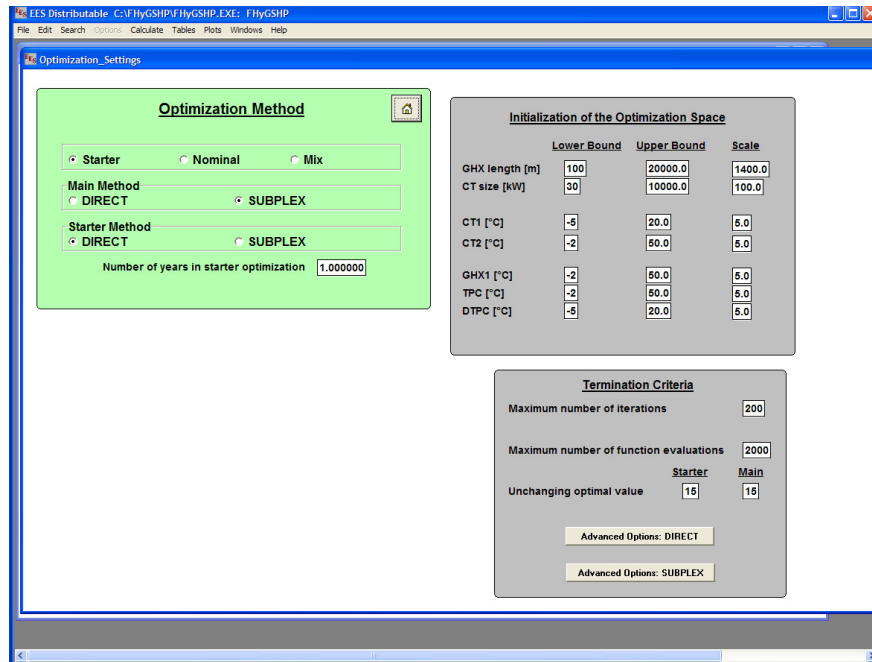 EES Distributable C:\FHyGSHP\FHyGSHP.EXE: FHyGSHP
File Edit Search Options Calculate Tables Plots Windows Help
Optimization_Settings
Optimization Method
Starter Nominal Mix
Main Method
DIRECT SUBPLEX
Starter Method
DIRECT SUBPLEX
Number of years in starter optimization 1.000000
Initialization of the Optimization Space
Lower Bound Upper Bound Scale
GHX length [m] 100 20000.0 1400.0
CT size [kW] 30 10000.0 100.0
CT1 [°C] -5 20.0 5.0
CT2 [°C] -2 50.0 5.0
GHX1 [°C] -2 50.0 5.0
TPC [°C] -2 50.0 5.0
DTPC [°C] -5 20.0 5.0
Termination Criteria
Maximum number of iterations 200
Maximum number of function evaluations 2000
Starter Main
Unchanging optimal value 15 15
Advanced Options: DIRECT
Advanced Options: SUBPLEX